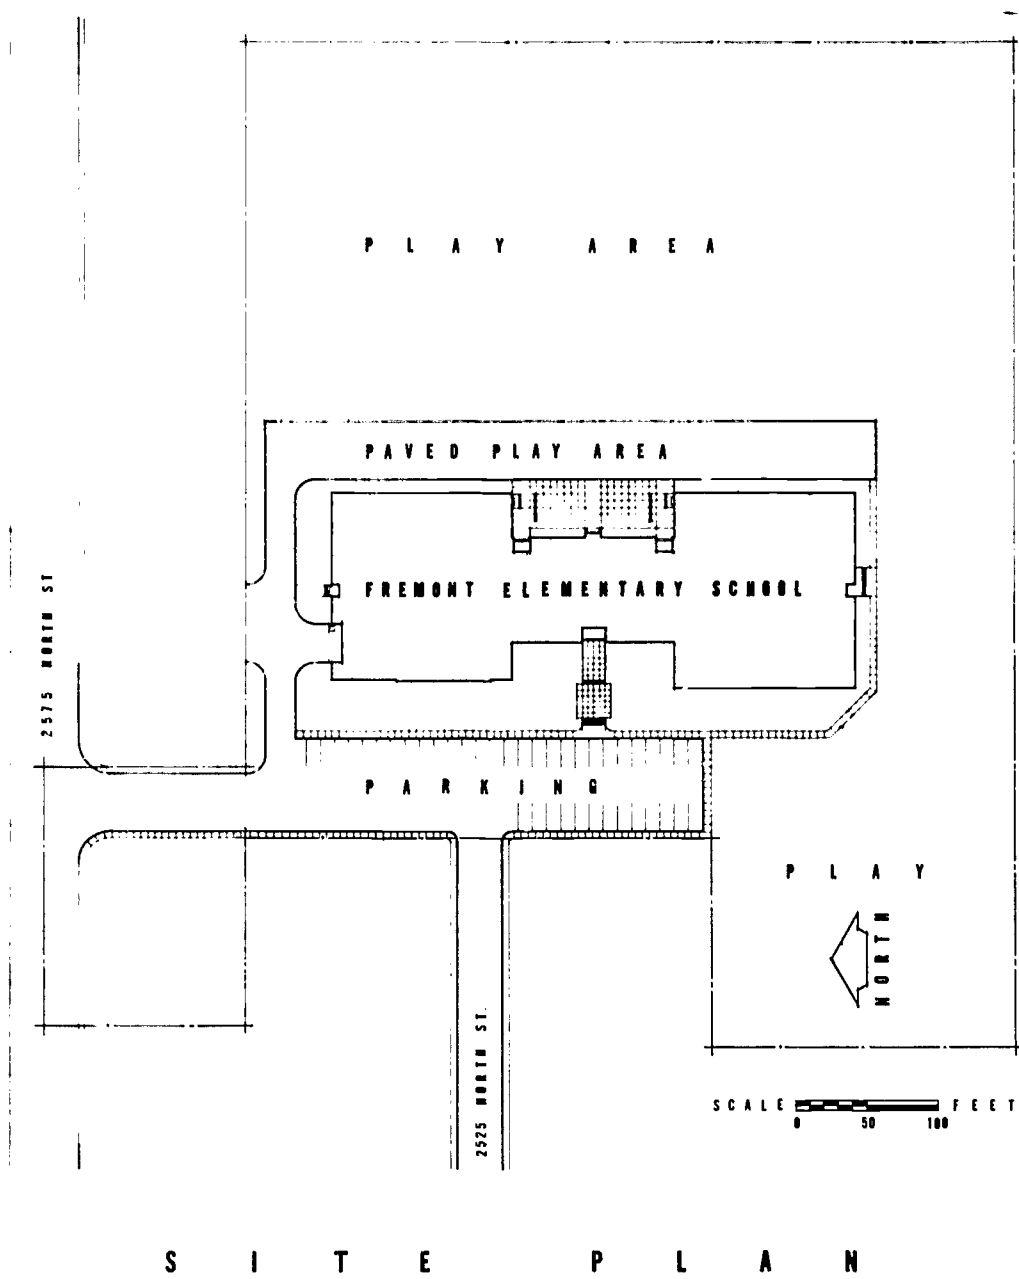 PLAY AREA
PAVED PLAY AREA
FREMONT ELEMENTARY SCHOOL
2575 NORTH ST
PARKING
PLAY
NORTH
2525 NORTH ST.
SCALE FEET
0 50 100
SITE PLAN